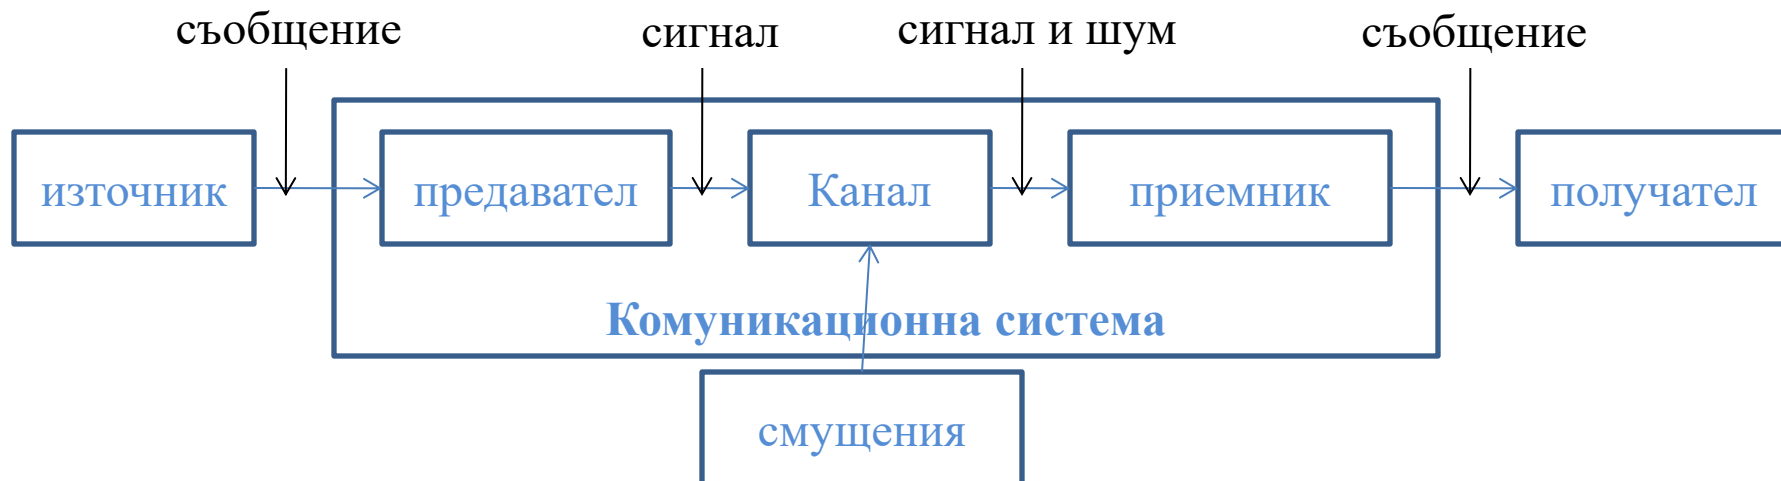 съобщение сигнал сигнал и шум съобщение
източник предавател Канал приемник получател
Комуникационна система
смущения